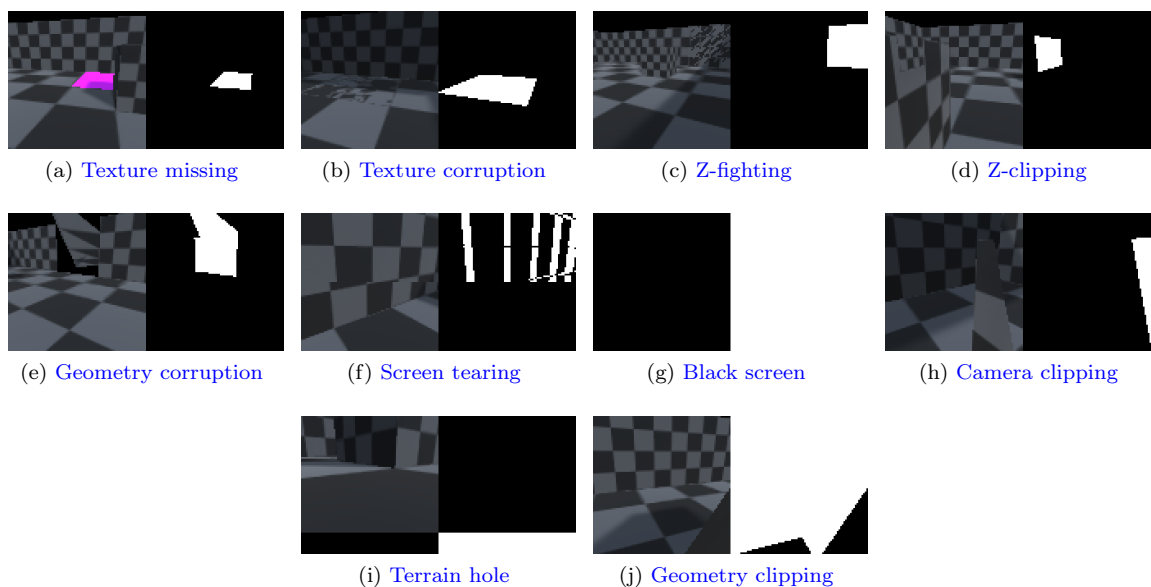 (a) Texture missing
(b) Texture corruption
(c) Z-fighting
(d) Z-clipping
(e) Geometry corruption
(f) Screen tearing
(g) Black screen
(h) Camera clipping
(i) Terrain hole
(j) Geometry clipping